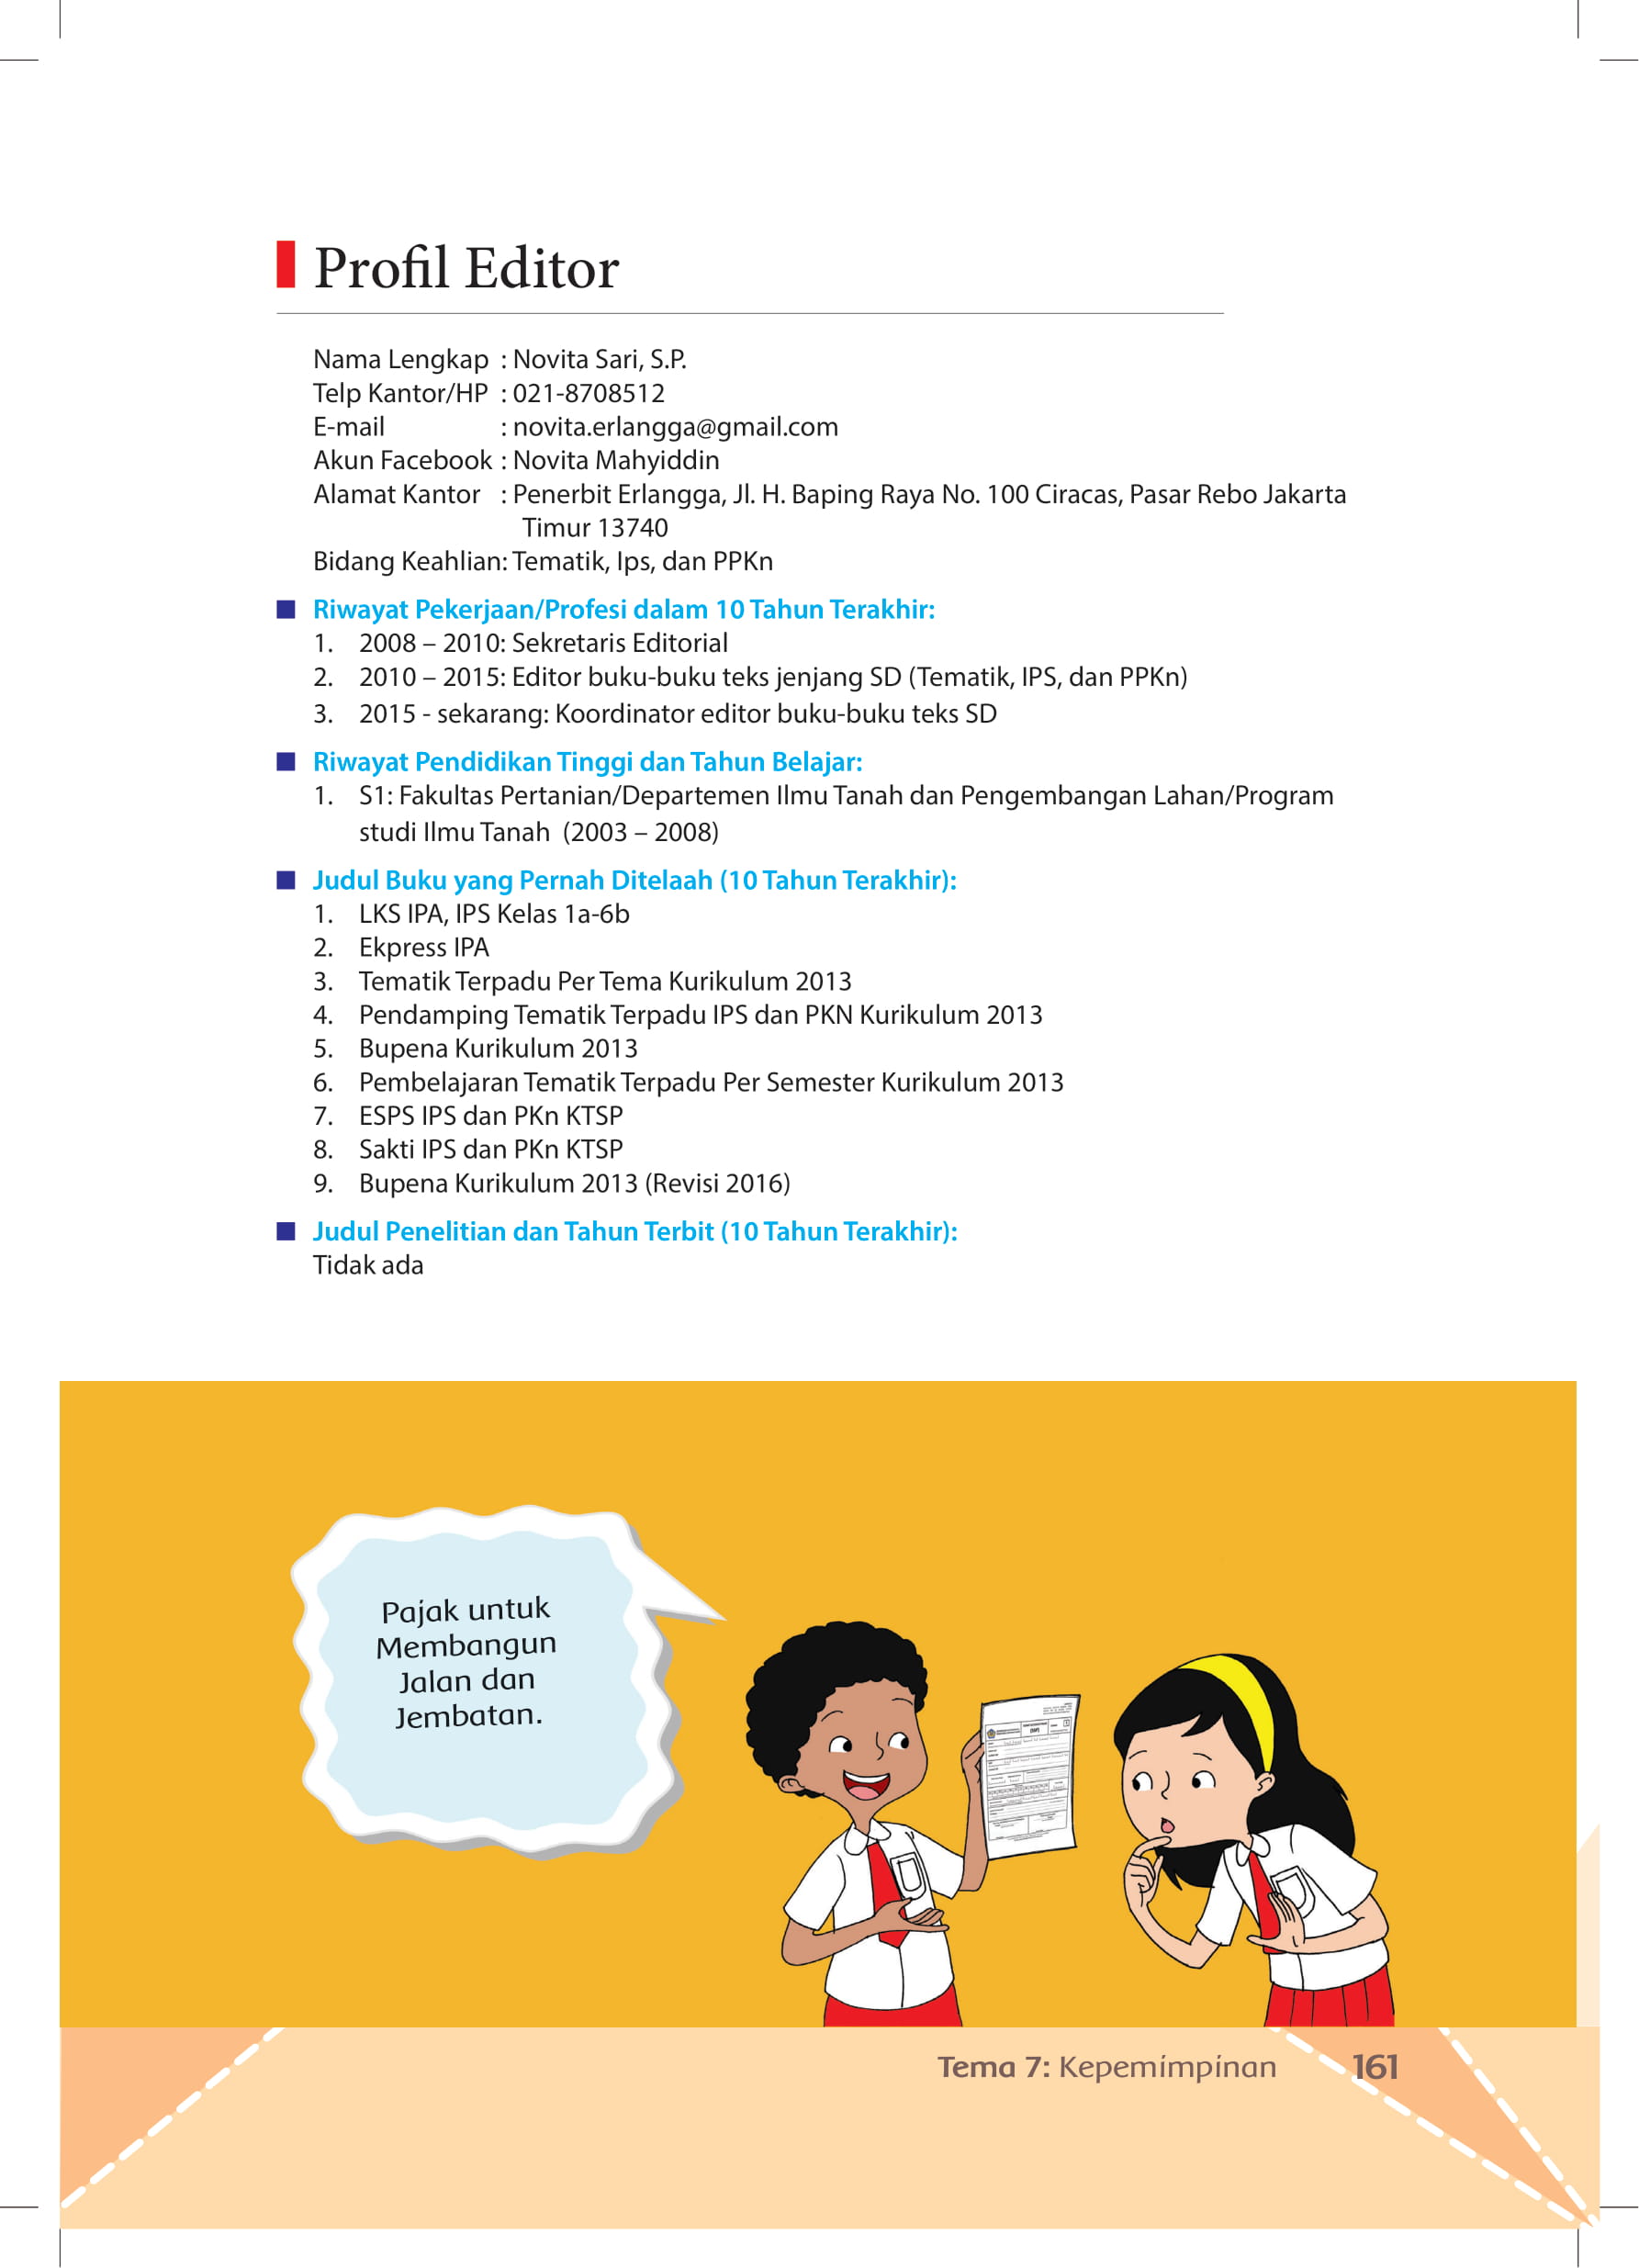 Profil Editor
Nama Lengkap : Novita Sari, S.P.
Telp Kantor/HP : 021-8708512
E-mail : novita.erlangga@gmail.com
Akun Facebook : Novita Mahyiddin
Alamat Kantor : Penerbit Erlangga, Jl. H. Baping Raya No. 100 Ciracas, Pasar Rebo Jakarta
Timur 13740
Bidang Keahlian: Tematik, Ips, dan PPKn
Riwayat Pekerjaan/Profesi dalam 10 Tahun Terakhir:
1. 2008 – 2010: Sekretaris Editorial
2. 2010 – 2015: Editor buku-buku teks jenjang SD (Tematik, IPS, dan PPKn)
3. 2015 - sekarang: Koordinator editor buku-buku teks SD
Riwayat Pendidikan Tinggi dan Tahun Belajar:
1. S1: Fakultas Pertanian/Departemen Ilmu Tanah dan Pengembangan Lahan/Program
studi Ilmu Tanah (2003 – 2008)
Judul Buku yang Pernah Ditelaah (10 Tahun Terakhir):
1. LKS IPA, IPS Kelas 1a-6b
2. Ekpress IPA
3. Tematik Terpadu Per Tema Kurikulum 2013
4. Pendamping Tematik Terpadu IPS dan PKN Kurikulum 2013
5. Bupena Kurikulum 2013
6. Pembelajaran Tematik Terpadu Per Semester Kurikulum 2013
7. ESPS IPS dan PKn KTSP
8. Sakti IPS dan PKn KTSP
9. Bupena Kurikulum 2013 (Revisi 2016)
Judul Penelitian dan Tahun Terbit (10 Tahun Terakhir):
Tidak ada
Pajak untuk
Membangun
Jalan dan
Jembatan.
Tema 7: Kepemimpinan 161